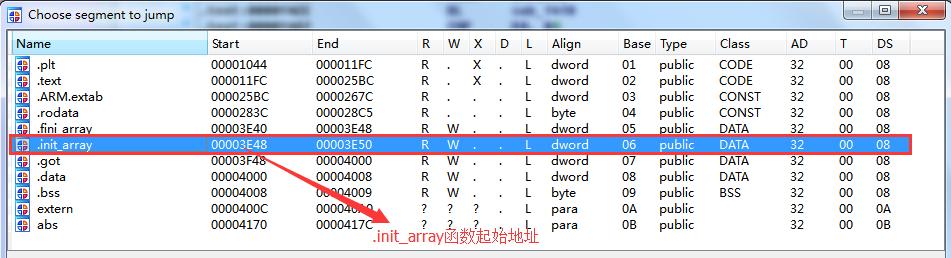 Choose segment to jump
Name Start End R W X D L Align Base Type Class AD T DS
.plt 00001044 000011FC R . X . L dword 01 public CODE 32 00 08
.text 000011FC 000025BC R . X . L dword 02 public CODE 32 00 08
.ARM.extab 000025BC 0000267C R . . . L dword 03 public CONST 32 00 08
.rodata 0000283C 000028C5 R . . . L byte 04 public CONST 32 00 08
.fini_array 00003E40 00003E48 R W . . L dword 05 public DATA 32 00 08
.init_array 00003E48 00003E50 R W . . L dword 06 public DATA 32 00 08
.got 00003F48 00004000 R W . . L dword 07 public DATA 32 00 08
.data 00004000 00004008 R W . . L dword 08 public DATA 32 00 08
.bss 00004008 00004009 R W . . L byte 09 public BSS 32 00 08
extern 0000400C ? ? ? . L para 0A public 32 00 0A
abs 00004170 0000417C ? ? ? . L para 0B public 32 00 0B
.init_array函数起始地址